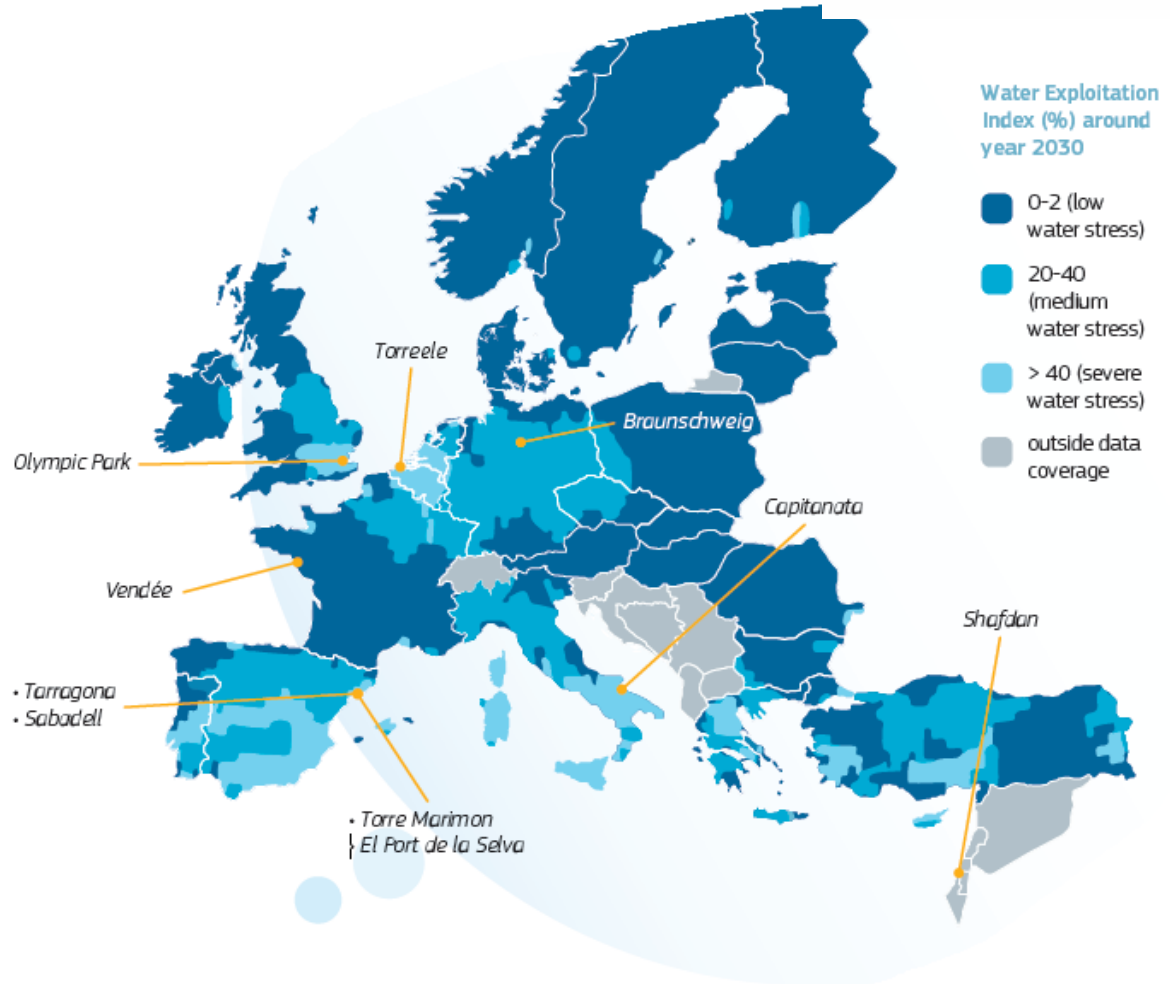 Water Exploitation
Index (%) around
year 2030
0-2 (low
water stress)
20-40
(medium
water stress)
> 40 (severe
water stress)
outside data
coverage
Torreele
Braunschweig
Olympic Park
Capitanata
Vendée
Shafdan
• Tarragona
• Sabadell
• Torre Marimon
} El Port de la Selva